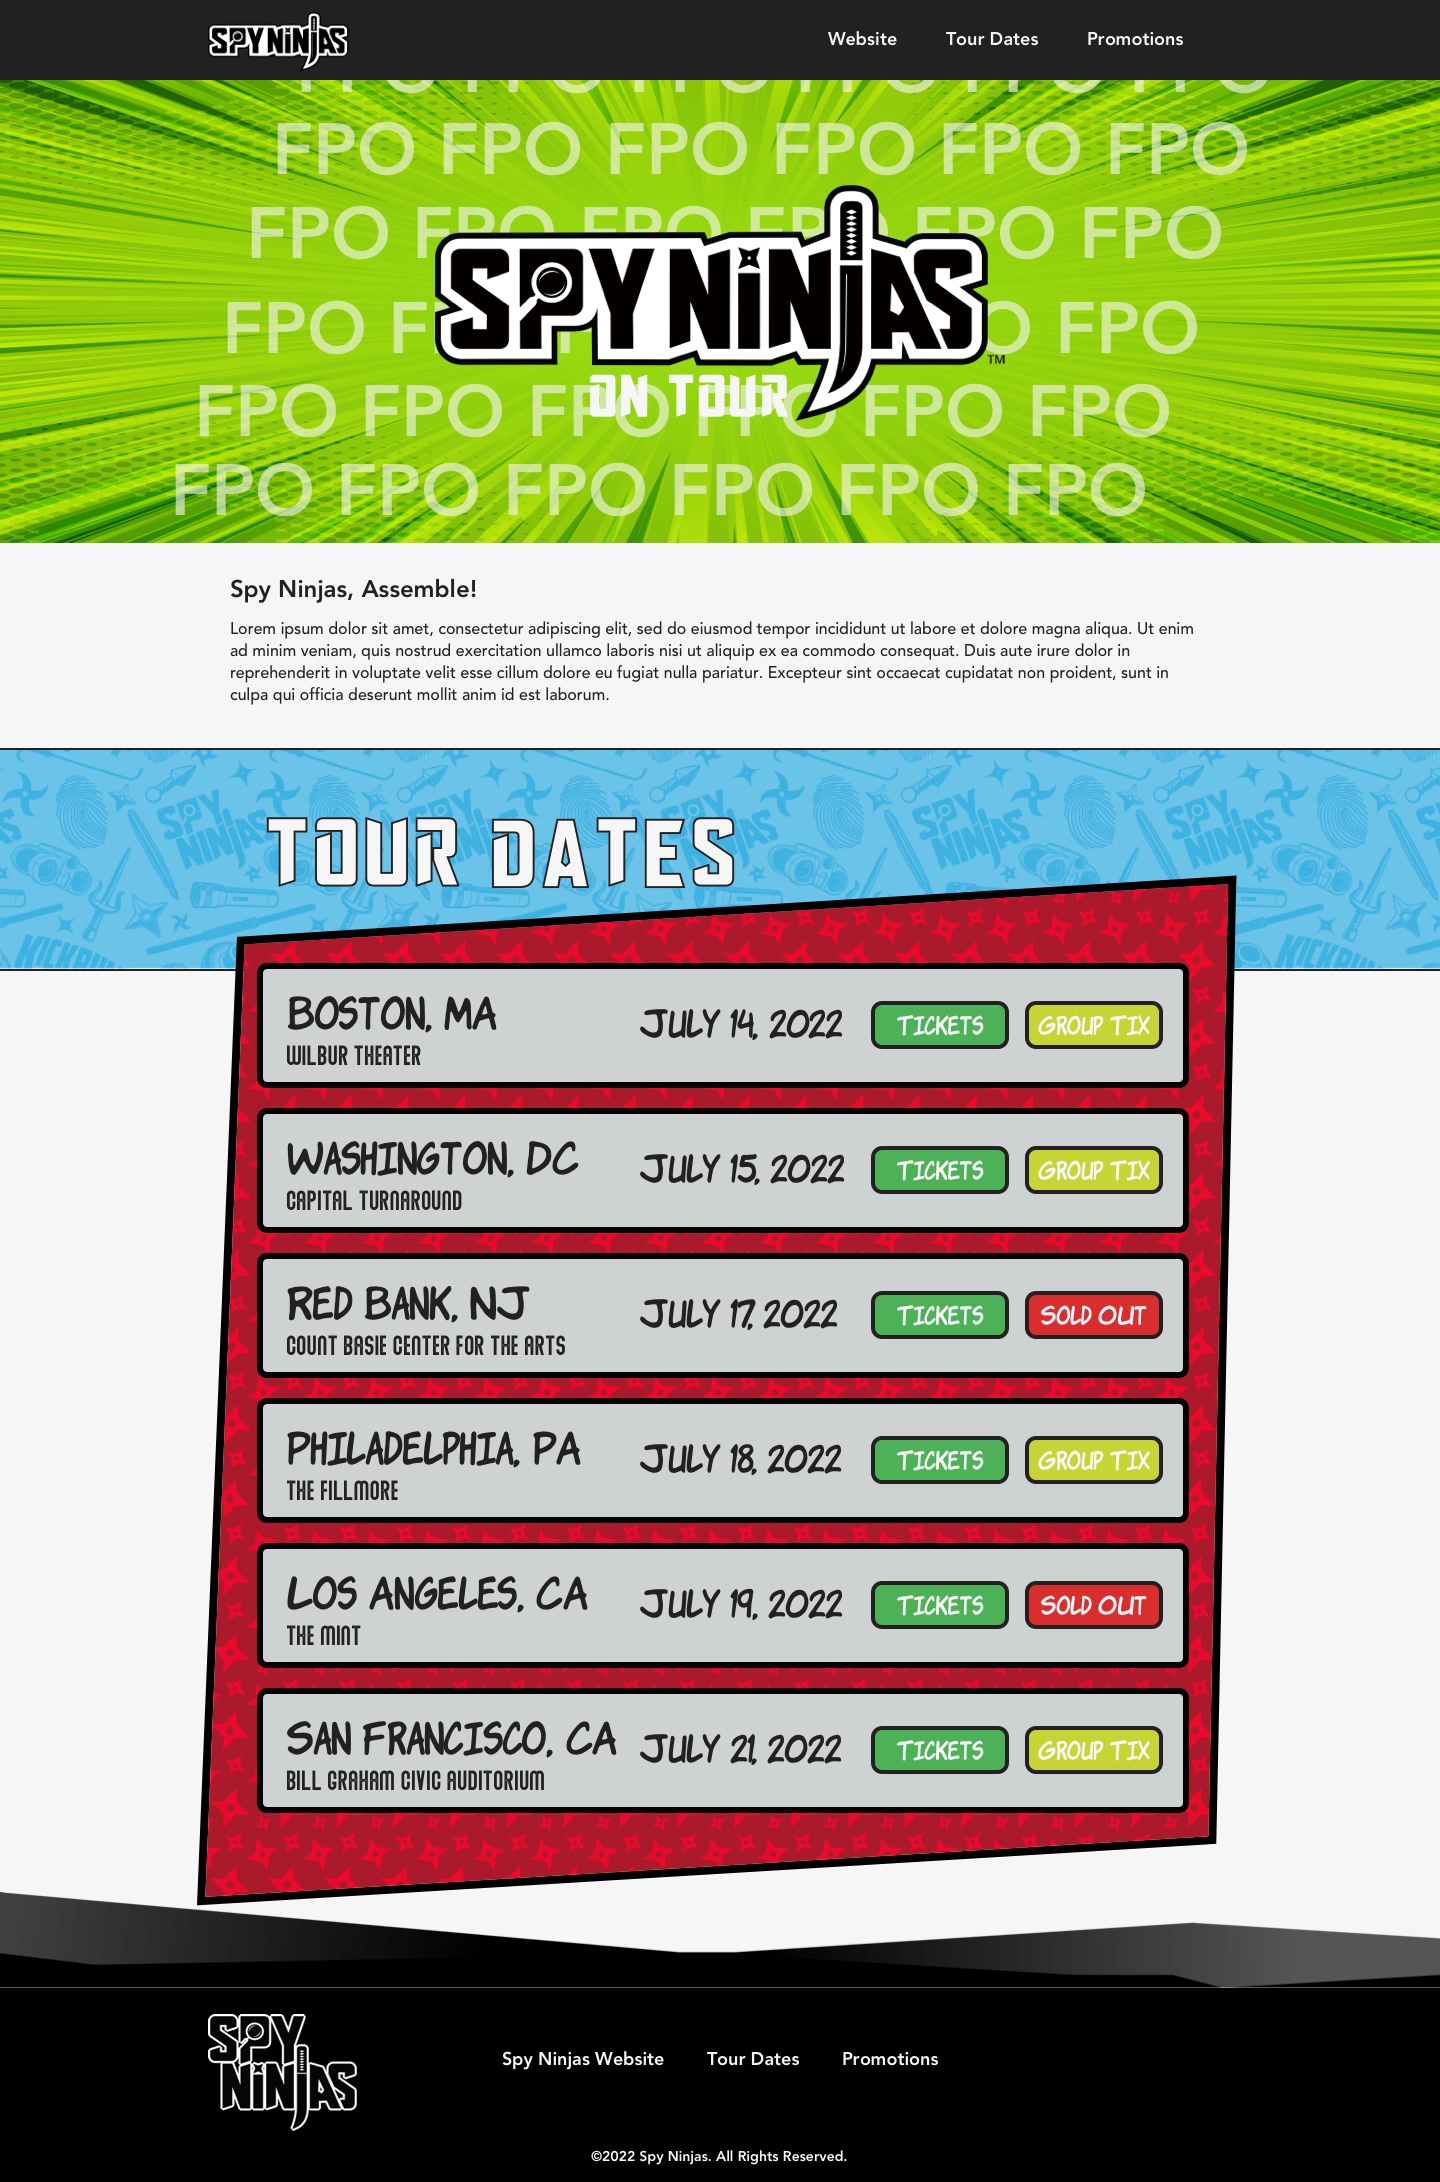 SPY NINJAS
Website Tour Dates Promotions
FPO FPO FPO FPO FPO FPO
FPO FPO FPO FPO FPO FPO
FPO FPO
SPY NINJAS
TM
ON TOUR
FPO FPO FPO FPO FPO FPO
FPO FPO FPO FPO FPO FPO
Spy Ninjas, Assemble!
Lorem ipsum dolor sit amet, consectetur adipiscing elit, sed do eiusmod tempor incididunt ut labore et dolore magna aliqua. Ut enim
ad minim veniam, quis nostrud exercitation ullamco laboris nisi ut aliquip ex ea commodo consequat. Duis aute irure dolor in
reprehenderit in voluptate velit esse cillum dolore eu fugiat nulla pariatur. Excepteur sint occaecat cupidatat non proident, sunt in
culpa qui officia deserunt mollit anim id est laborum.
TOUR DATES
BOSTON, MA
WILBUR THEATER
JULY 14, 2022 TICKETS GROUP TIX
WASHINGTON, DC
CAPITAL TURNAROUND
JULY 15, 2022 TICKETS GROUP TIX
RED BANK, NJ
COUNT BASIE CENTER FOR THE ARTS
JULY 17, 2022 TICKETS SOLD OUT
PHILADELPHIA, PA
THE FILLMORE
JULY 18, 2022 TICKETS GROUP TIX
LOS ANGELES, CA
THE MINT
JULY 19, 2022 TICKETS SOLD OUT
SAN FRANCISCO, CA
BILL GRAHAM CIVIC AUDITORIUM
JULY 21, 2022 TICKETS GROUP TIX
SPY
NINJAS
Spy Ninjas Website Tour Dates Promotions
©2022 Spy Ninjas. All Rights Reserved.